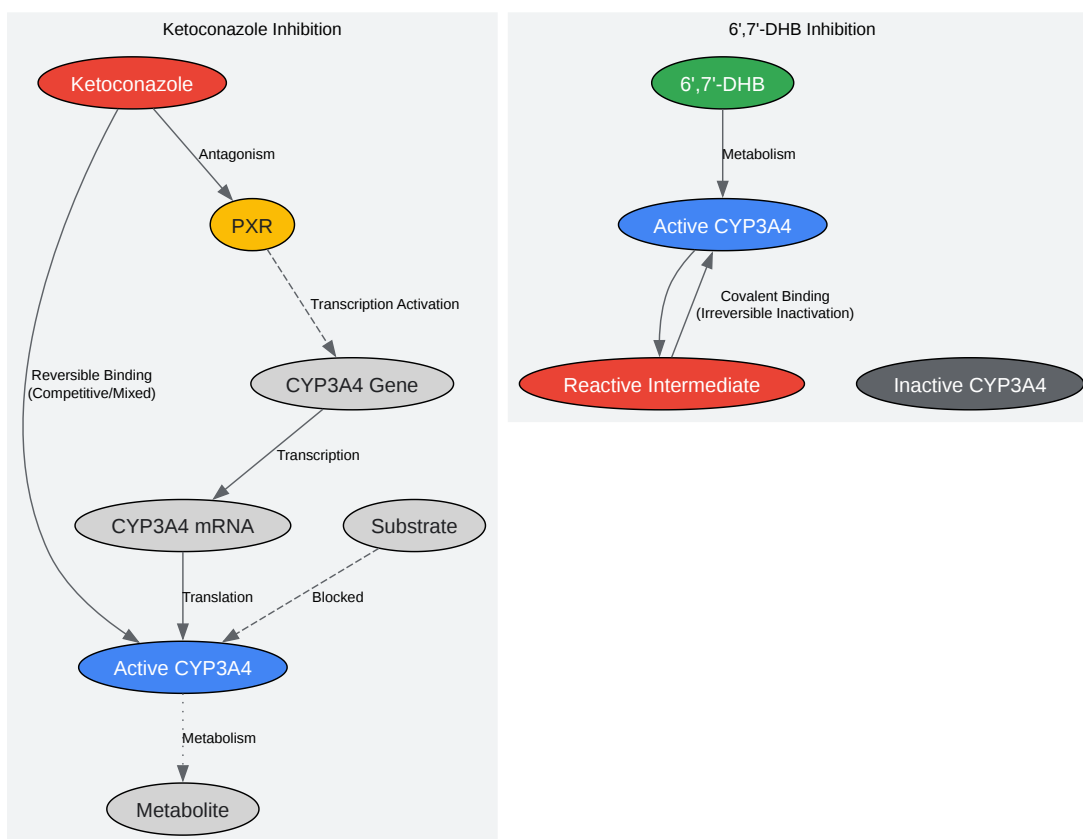 Ketoconazole Inhibition
Ketoconazole
Antagonism
PXR
Transcription Activation
CYP3A4 Gene
Reversible Binding
(Competitive/Mixed)
Transcription
CYP3A4 mRNA
Substrate
Translation
Blocked
Active CYP3A4
Metabolism
Metabolite
6',7'-DHB Inhibition
6',7'-DHB
Metabolism
Active CYP3A4
Covalent Binding
(Irreversible Inactivation)
Reactive Intermediate
Inactive CYP3A4